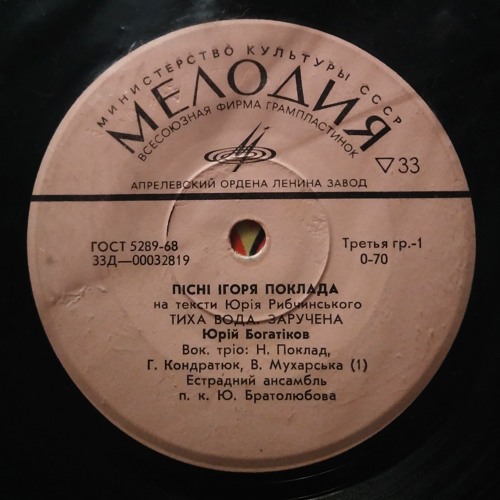 МИНИСТЕРСТВО КУЛЬТУРЫ СССР
МЕЛОДИЯ
ВСЕСОЮЗНАЯ ФИРМА ГРАМПЛАСТИНОК
▽33
АПРЕЛЕВСКИЙ ОРДЕНА ЛЕНИНА ЗАВОД
ГОСТ 5289-68
Третья гр.-1
33Д—00032819
0-70
ПІСНІ ІГОРЯ ПОКЛАДА
на тексти Юрія Рибчинського
ТИХА ВОДА. ЗАРУЧЕНА
Юрій Богатіков
Вок. тріо: Н. Поклад,
Г. Кондратюк, В. Мухарська (1)
Естрадний ансамбль
п. к. Ю. Братолюбова